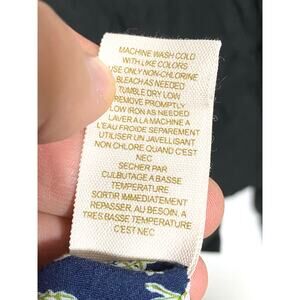 MACHINE WASH COLD
WITH LIKE COLORS
USE ONLY NON-CHLORINE
BLEACH AS NEEDED
TUMBLE DRY LOW
REMOVE PROMPTLY
LOW IRON AS NEEDED
LAVER A LA MACHINE A
L'EAU FROIDE SEPAREMENT
UTILISER UN JAVELLISANT
NON CHLORE QUAND C'EST
NEC
SECHER PAR
CULBUTAGE A BASSE
TEMPERATURE
SORTIR IMMEDIATEMENT
REPASSER, AU BESOIN, A
TRES BASSE TEMPERATURE
C'EST NEC